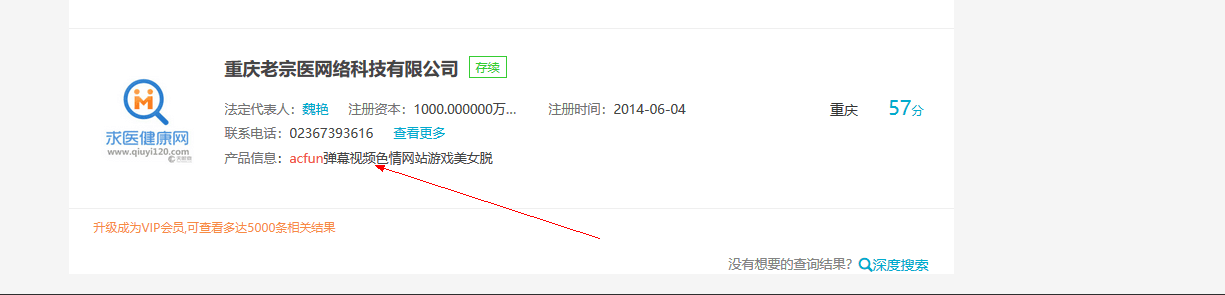 重庆老宗医网络科技有限公司 存续
法定代表人：魏艳 注册资本：1000.000000万... 注册时间：2014-06-04 重庆 57分
联系电话：02367393616 查看更多
产品信息：acfun弹幕视频色情网站游戏美女脱
求医健康网
www.qiuyi120.com
升级成为VIP会员,可查看多达5000条相关结果
没有想要的查询结果？ 深度搜索